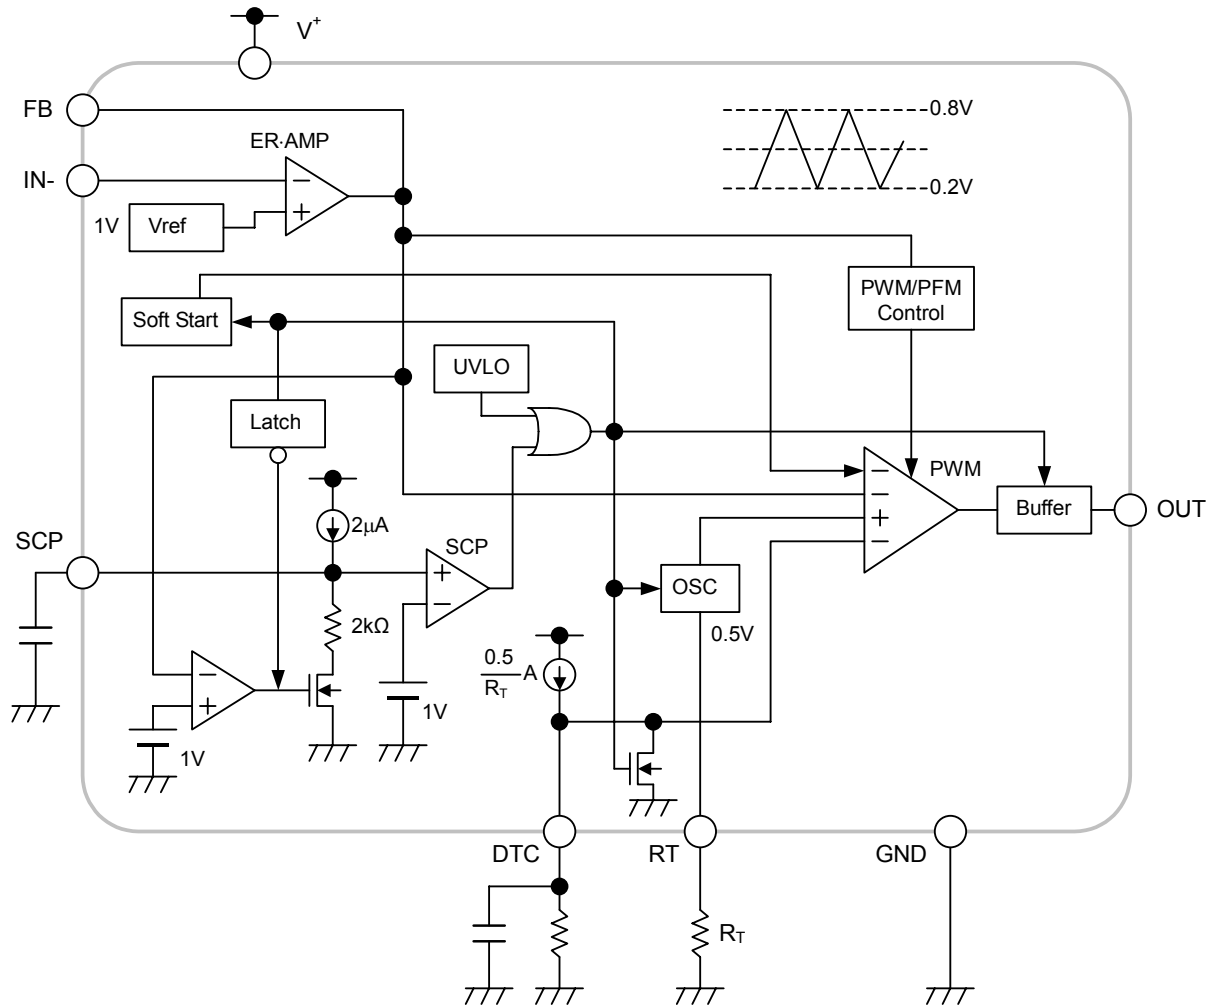 V+
FB
ER·AMP
0.8V
IN-
0.2V
1V
Vref
PWM/PFM
Control
Soft Start
UVLO
Latch
PWM
Buffer
OUT
2μA
SCP
SCP
OSC
2kΩ
0.5V
0.5
RT
A
1V
1V
DTC
RT
GND
RT